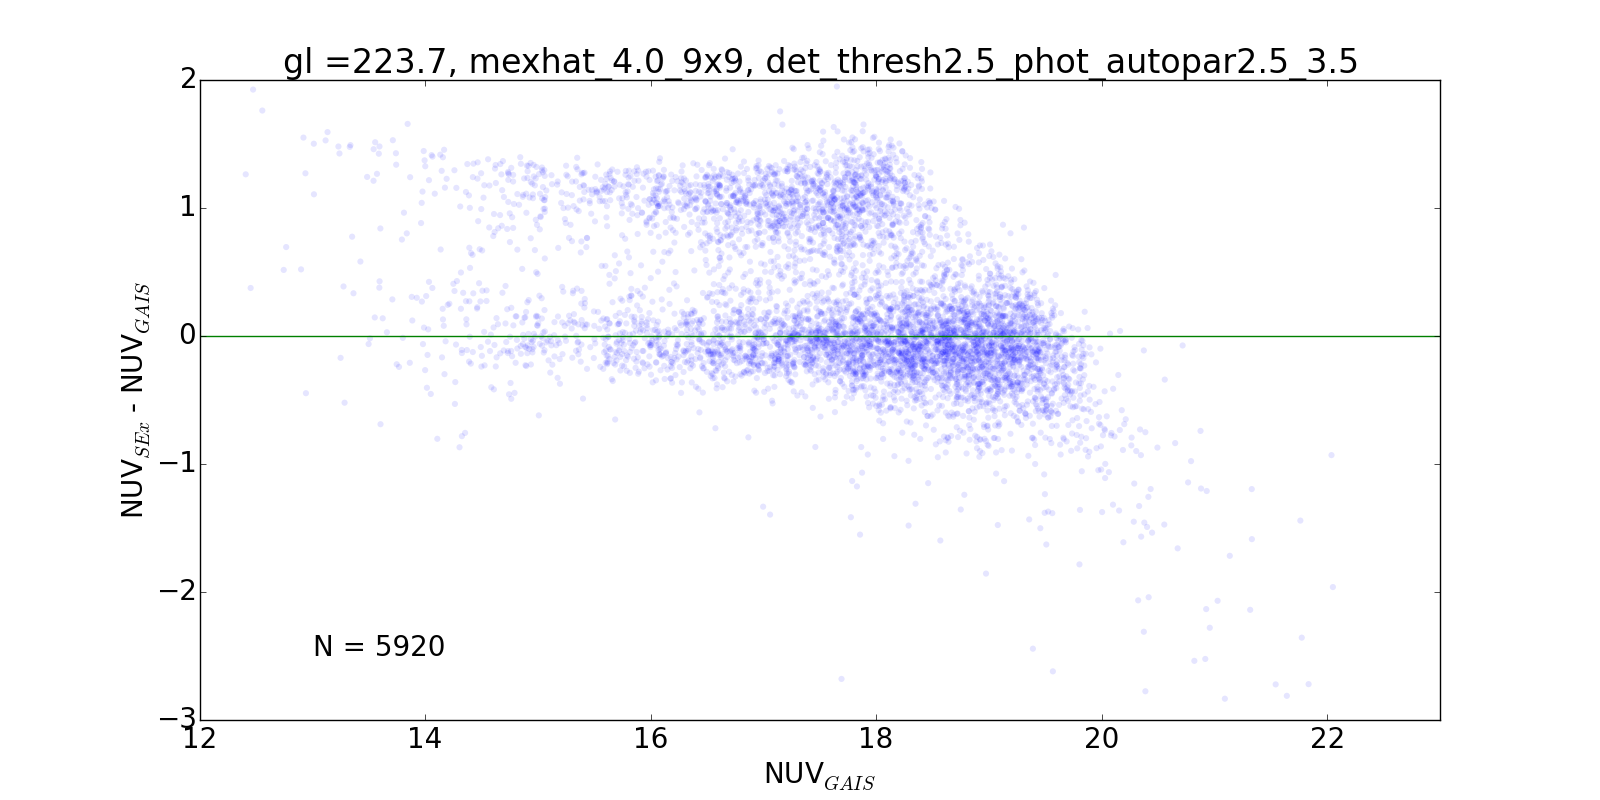 gl =223.7, mexhat_4.0_9x9, det_thresh2.5_phot_autopar2.5_3.5
2
1
0
−1
−2
−3
NUV_SEx - NUV_GAIS
N = 5920
12 14 16 18 20 22
NUV_GAIS